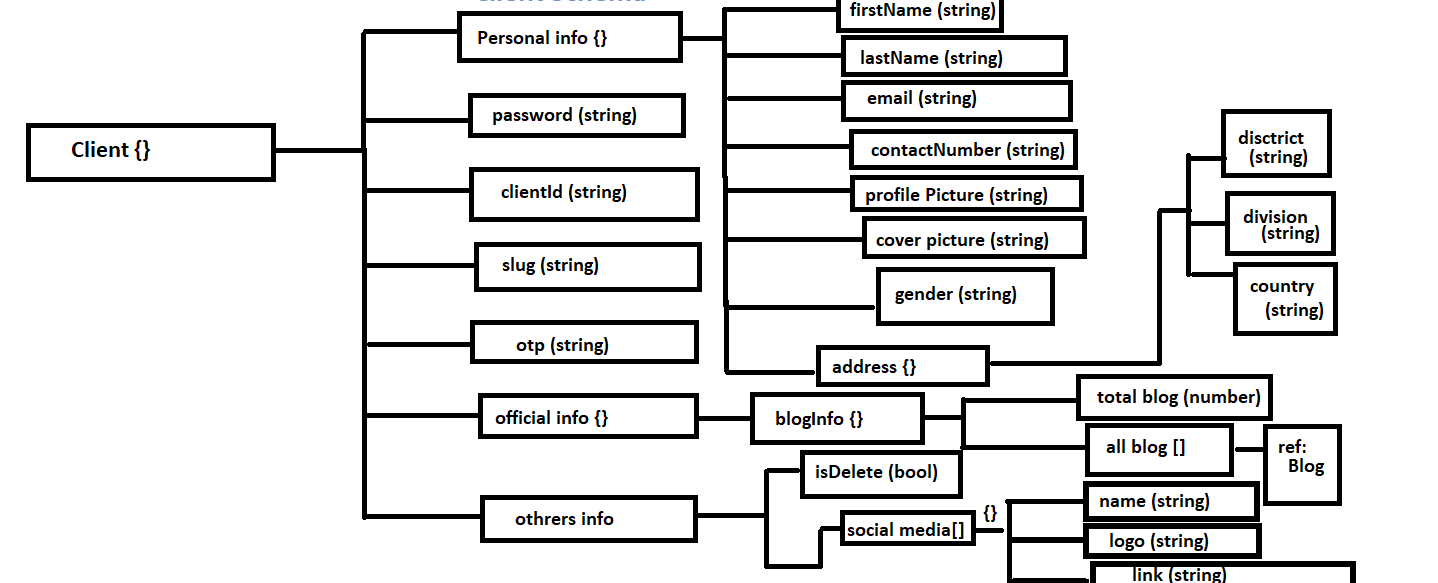 Client Schema
firstName (string)
Personal info {}
lastName (string)
email (string)
password (string)
disctrict
(string)
Client {}
contactNumber (string)
clientId (string)
profile Picture (string)
division
(string)
cover picture (string)
slug (string)
gender (string)
country
(string)
otp (string)
address {}
total blog (number)
official info {}
blogInfo {}
all blog []
ref:
Blog
isDelete (bool)
name (string)
othrers info
{}
social media[]
logo (string)
link (string)